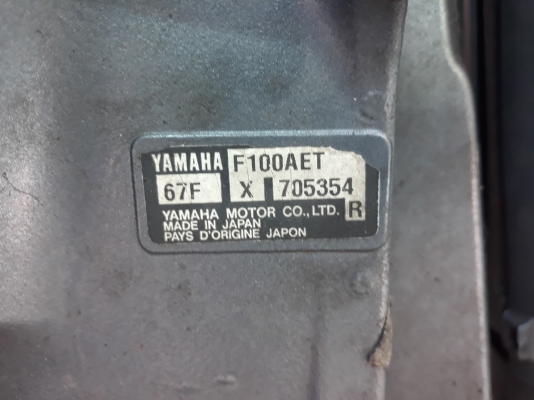 YAMAHA F100AET
67F X 705354
YAMAHA MOTOR CO., LTD. R
MADE IN JAPAN
PAYS D'ORIGINE JAPON